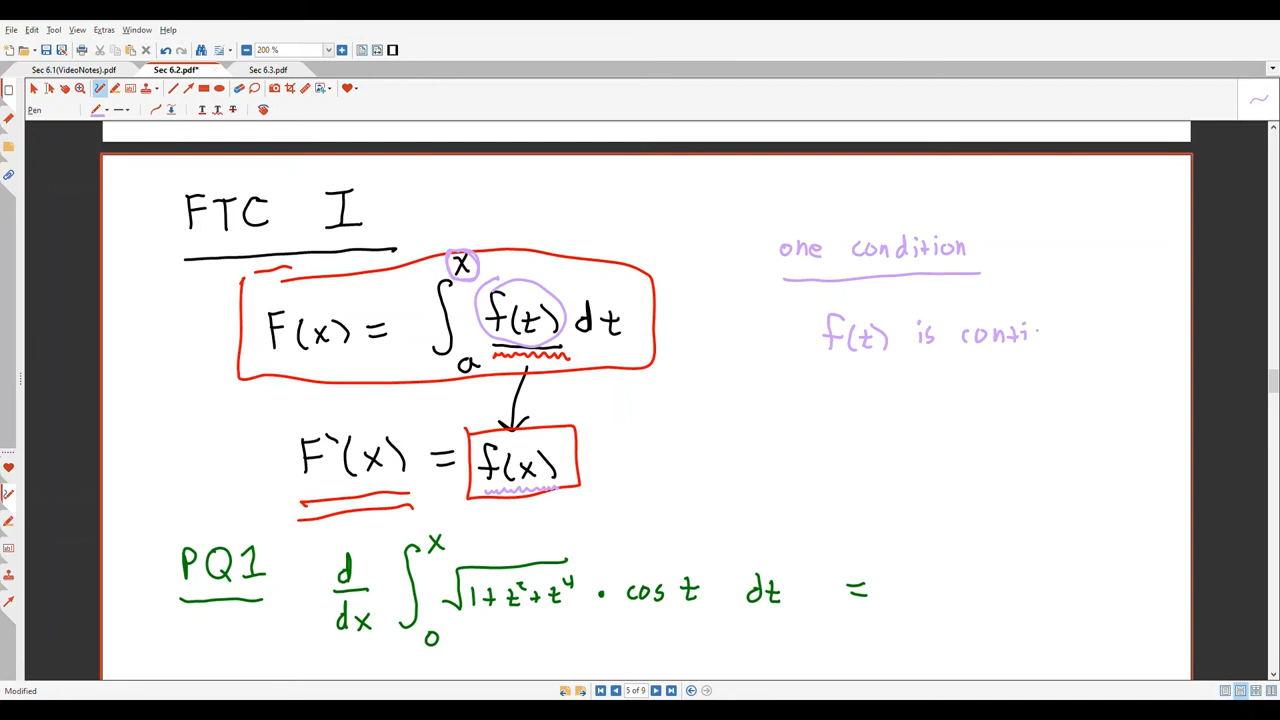 File Edit Tool View Extras Window Help
200 %
Sec 6.1(VideoNotes).pdf Sec 6.2.pdf* Sec 6.3.pdf
Pen
FTC I
one condition
F(x) = ∫ₐˣ f(t) dt
f(t) is conti
F'(x) = f(x)
PQ1 d/dx ∫₀ˣ √(1 + t² + t⁴) · cos t dt =
Modified 5 of 9